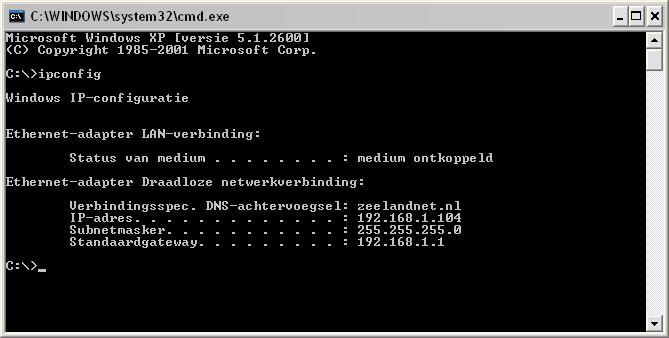 C:\WINDOWS\system32\cmd.exe
Microsoft Windows XP [versie 5.1.2600]
(C) Copyright 1985-2001 Microsoft Corp.
C:\>ipconfig
Windows IP-configuratie
Ethernet-adapter LAN-verbinding:
Status van medium . . . . . . . . : medium ontkoppeld
Ethernet-adapter Draadloze netwerkverbinding:
Verbindingsspec. DNS-achtervoegsel: zeelandnet.nl
IP-adres. . . . . . . . . . . . . : 192.168.1.104
Subnetmasker. . . . . . . . . . . : 255.255.255.0
Standaardgateway. . . . . . . . . : 192.168.1.1
C:\>_